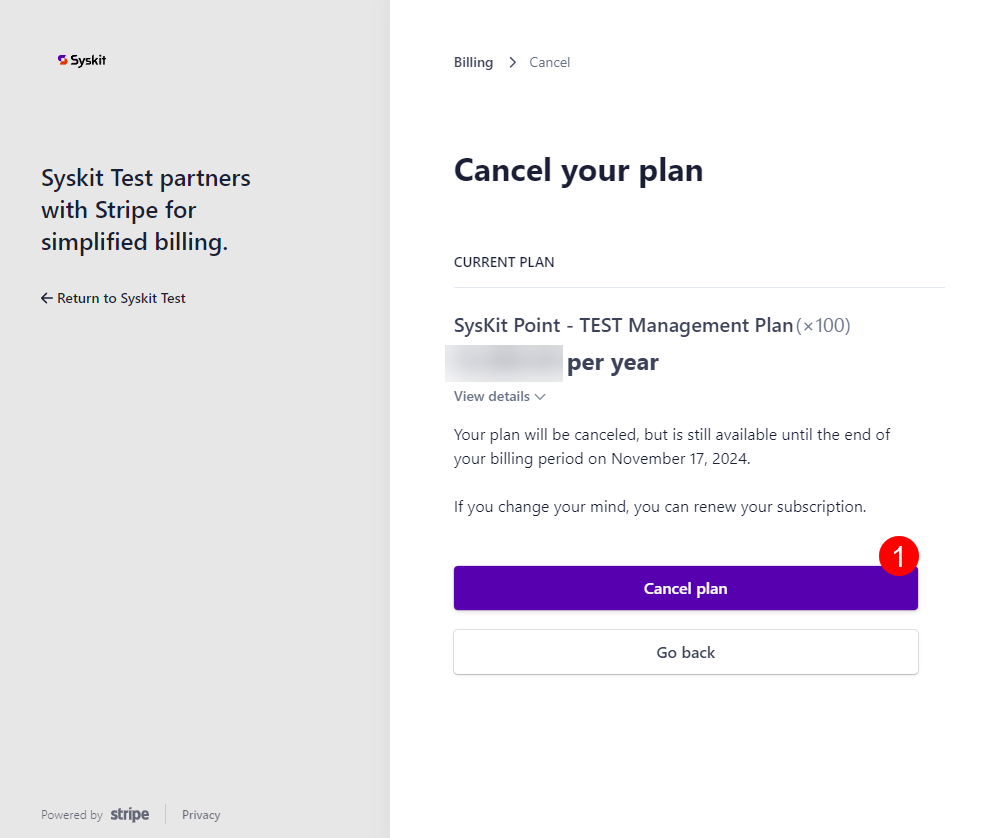 Syskit
Syskit Test partners
with Stripe for
simplified billing.
← Return to Syskit Test
Powered by stripe
Privacy
Billing > Cancel
Cancel your plan
CURRENT PLAN
SysKit Point - TEST Management Plan (×100)
per year
View details
Your plan will be canceled, but is still available until the end of
your billing period on November 17, 2024.
If you change your mind, you can renew your subscription.
1
Cancel plan
Go back